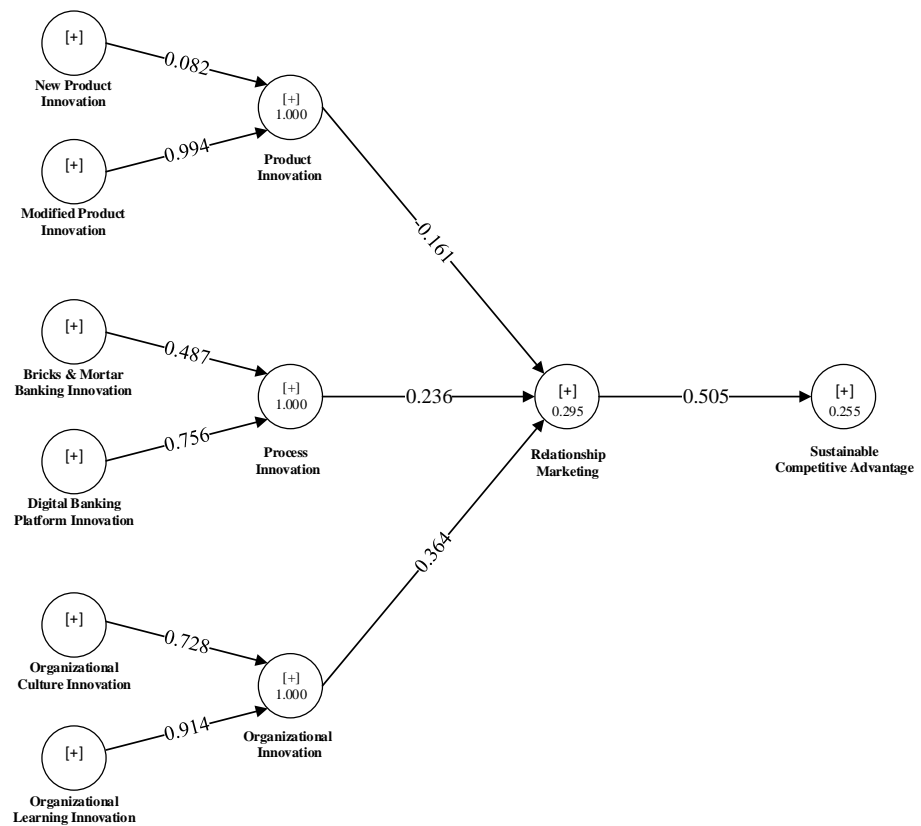 [+]
New Product
Innovation
0.082
[+]
Modified Product
Innovation
0.994
[+]
1.000
Product
Innovation
-0.161
[+]
Bricks & Mortar
Banking Innovation
0.487
[+]
Digital Banking
Platform Innovation
0.756
[+]
1.000
Process
Innovation
0.236
[+]
0.295
Relationship
Marketing
0.505
[+]
0.255
Sustainable
Competitive Advantage
0.364
[+]
Organizational
Culture Innovation
0.728
[+]
Organizational
Learning Innovation
0.914
[+]
1.000
Organizational
Innovation